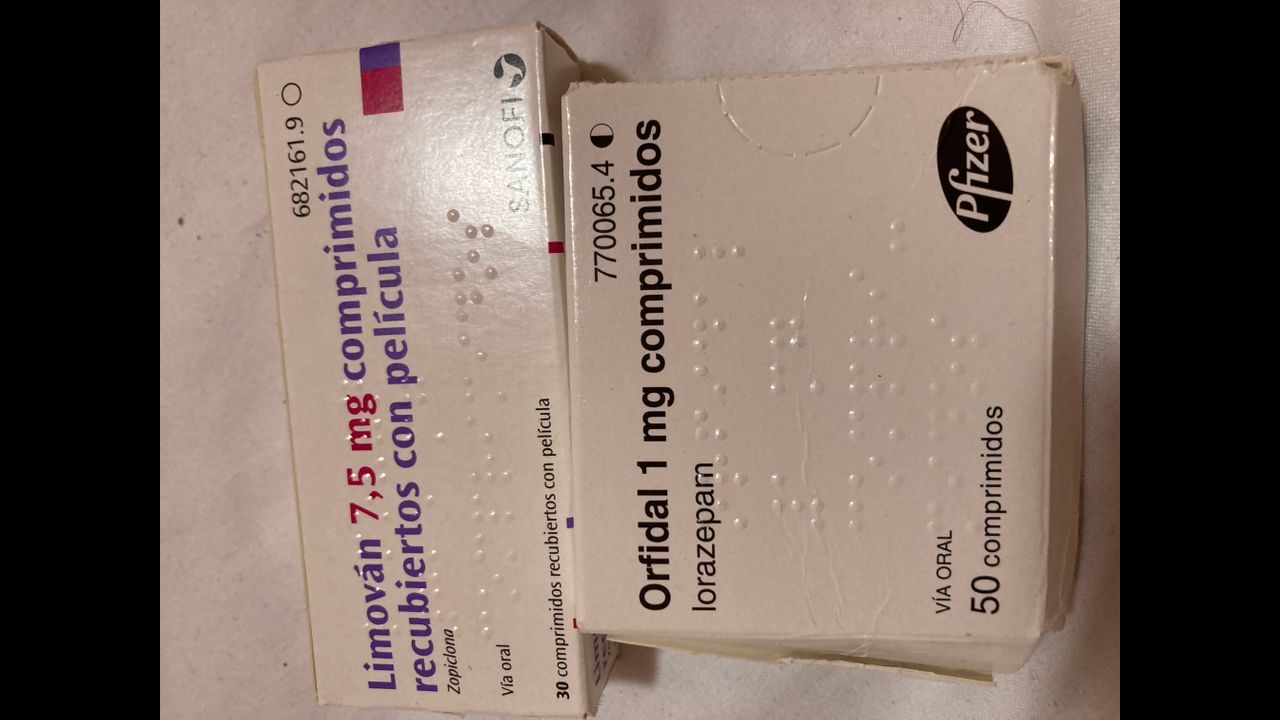 682161.9
Limován 7,5 mg comprimidos
recubiertos con película
Zopiclona
Vía oral
SANOFI
30 comprimidos recubiertos con película
770065.4
Orfidal 1 mg comprimidos
lorazepam
VÍA ORAL
50 comprimidos
Pfizer